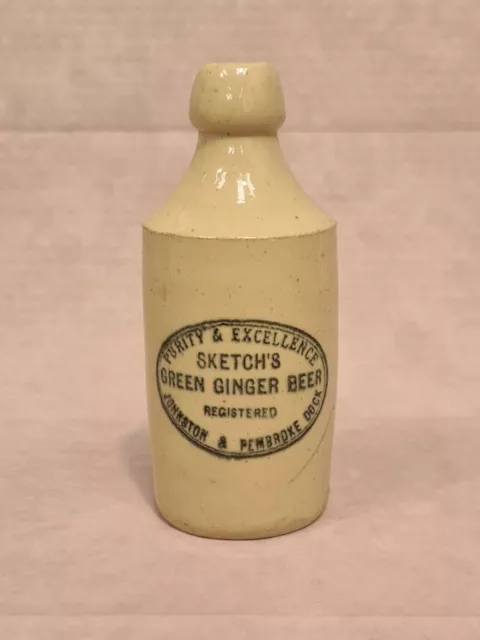 PURITY & EXCELLENCE
SKETCH'S
GREEN GINGER BEER
REGISTERED
JOHNSTON & PEMBROKE DOCK